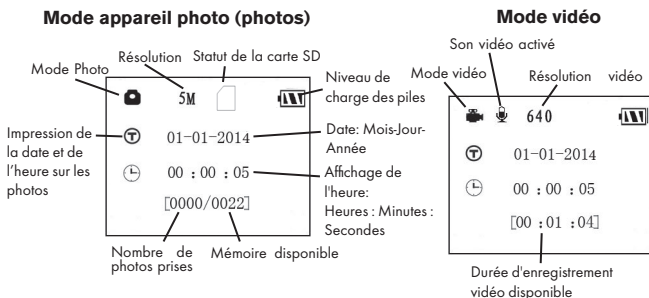 Mode appareil photo (photos)
Mode Photo
Résolution
Statut de la carte SD
5M
Niveau de
charge des piles
Impression de
la date et de
l'heure sur les
photos
T
01-01-2014
Date: Mois-Jour-
Année
00 : 00 : 05
Affichage de
l'heure:
Heures : Minutes :
Secondes
[0000/0022]
Nombre de
photos prises
Mémoire disponible
Mode vidéo
Son vidéo activé
Mode vidéo
Résolution vidéo
640
T
01-01-2014
00 : 00 : 05
[00 :01 :04]
Durée d'enregistrement
vidéo disponible